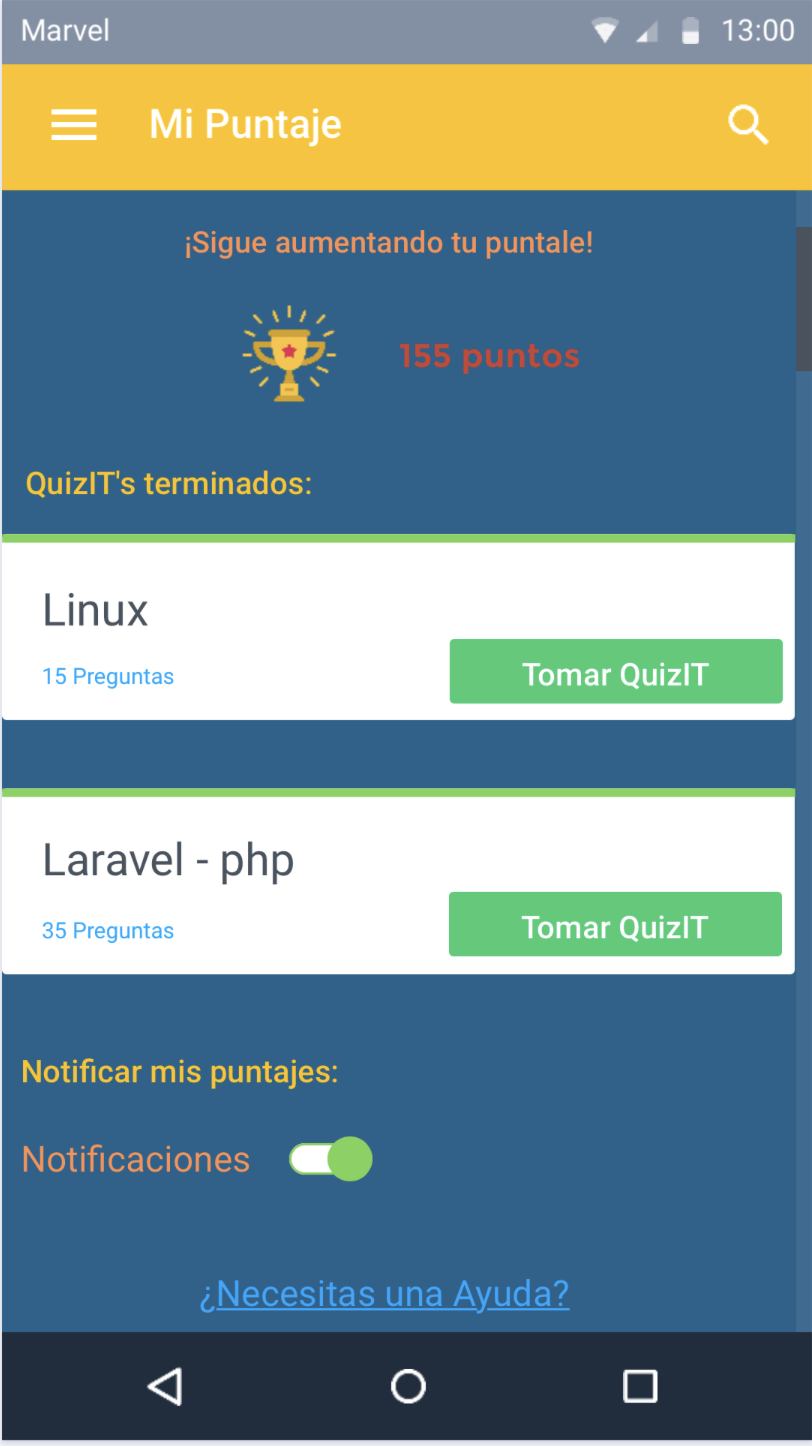 Marvel 13:00
Mi Puntaje
¡Sigue aumentando tu puntale!
155 puntos
QuizIT's terminados:
Linux
15 Preguntas
Tomar QuizIT
Laravel - php
35 Preguntas
Tomar QuizIT
Notificar mis puntajes:
Notificaciones
¿Necesitas una Ayuda?